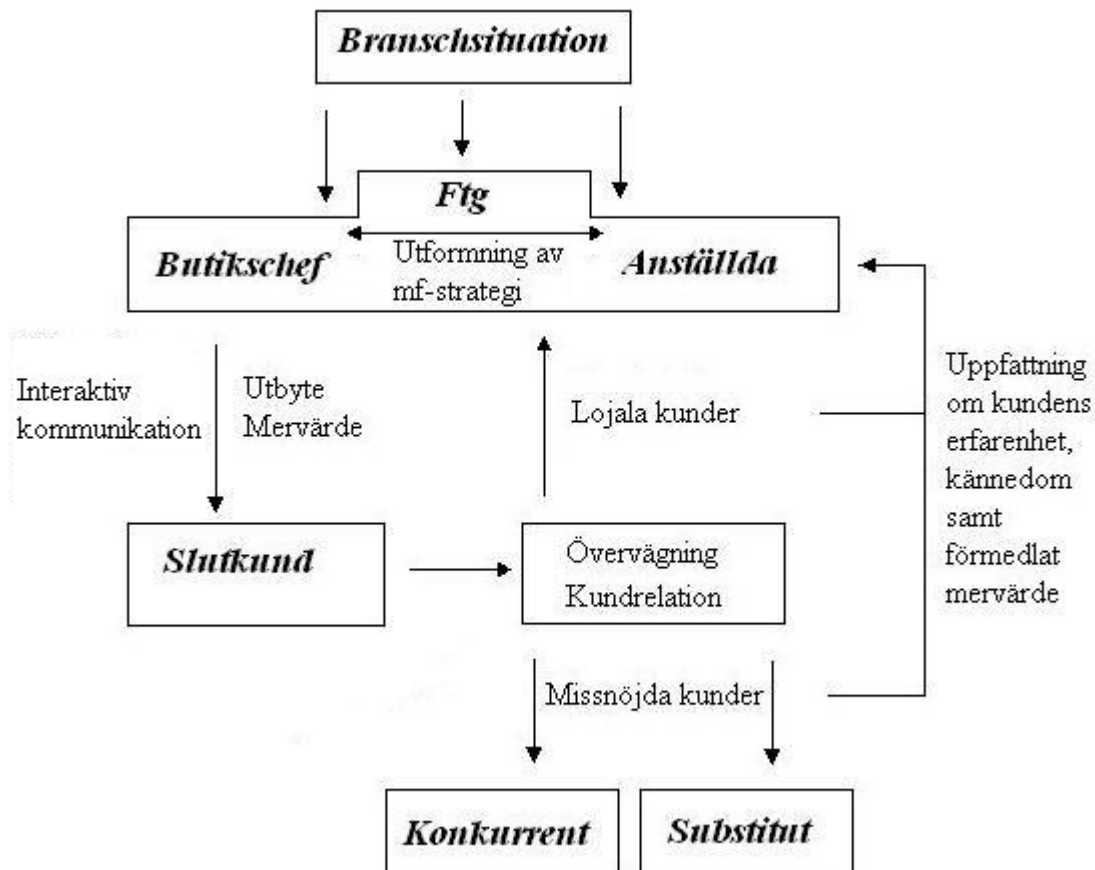 Branschsituation
Ftg
Butikschef
Utformning av
mf-strategi
Anställda
Interaktiv
kommunikation
Utbyte
Mervärde
Lojala kunder
Uppfattning
om kundens
erfarenhet,
kännedom
samt
förmedlat
mervärde
Slutkund
Övervägning
Kundrelation
Missnöjda kunder
Konkurrent
Substitut